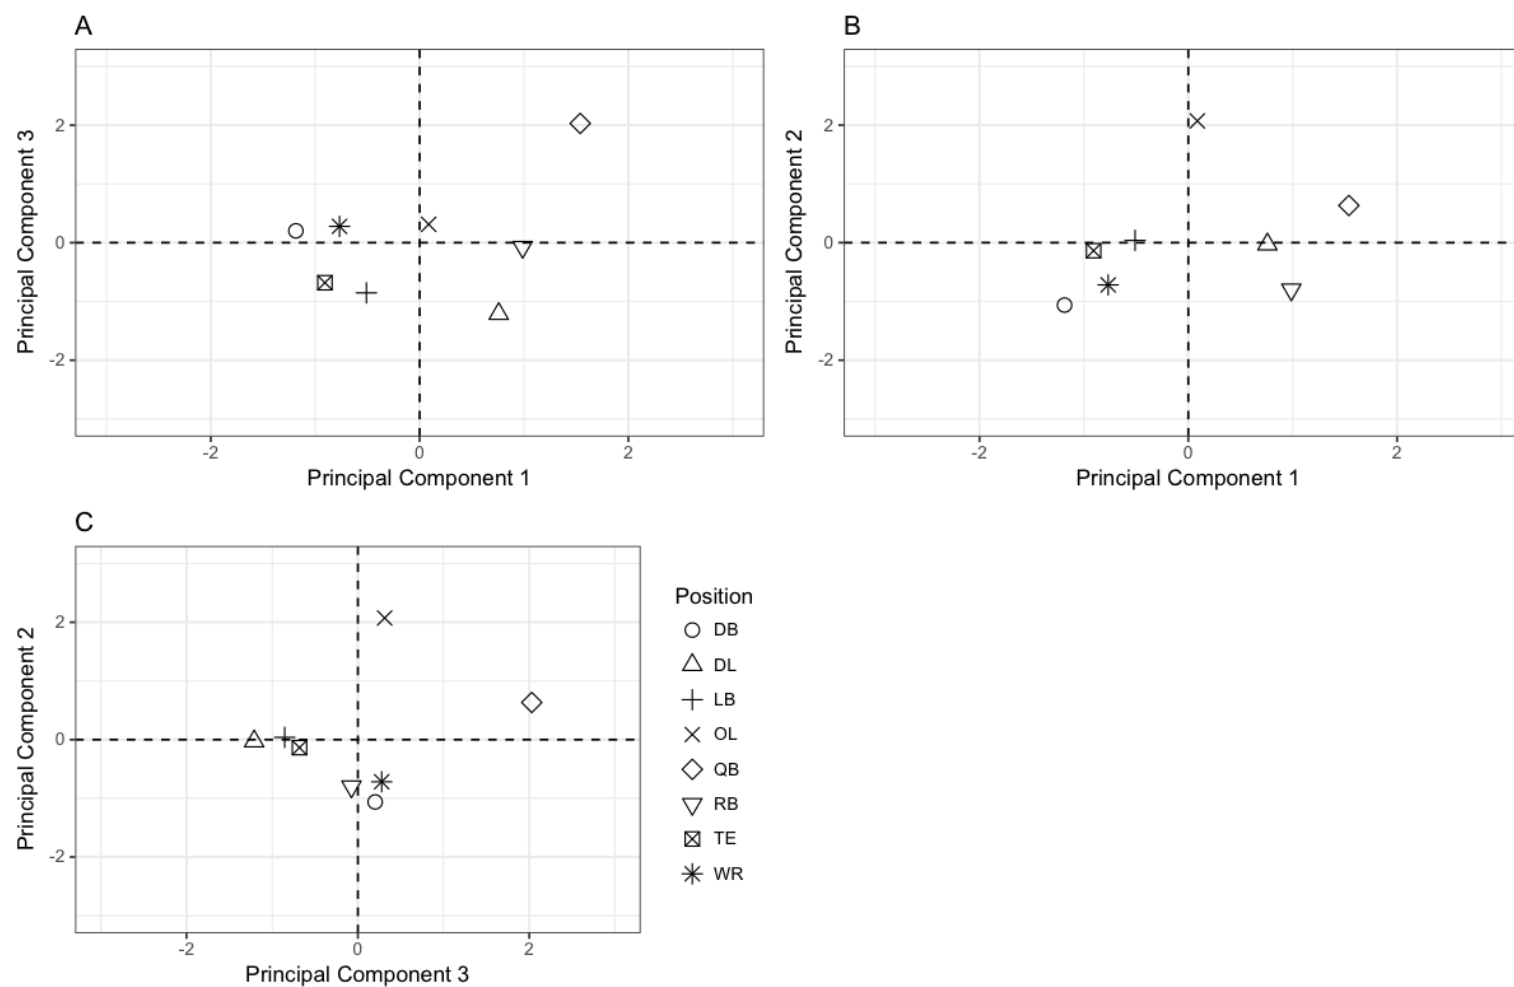 A
Principal Component 3
2
0
-2
-2
0
2
Principal Component 1
B
Principal Component 2
2
0
-2
-2
0
2
Principal Component 1
C
Principal Component 2
2
0
-2
-2
0
2
Principal Component 3
Position
DB
DL
LB
OL
QB
RB
TE
WR